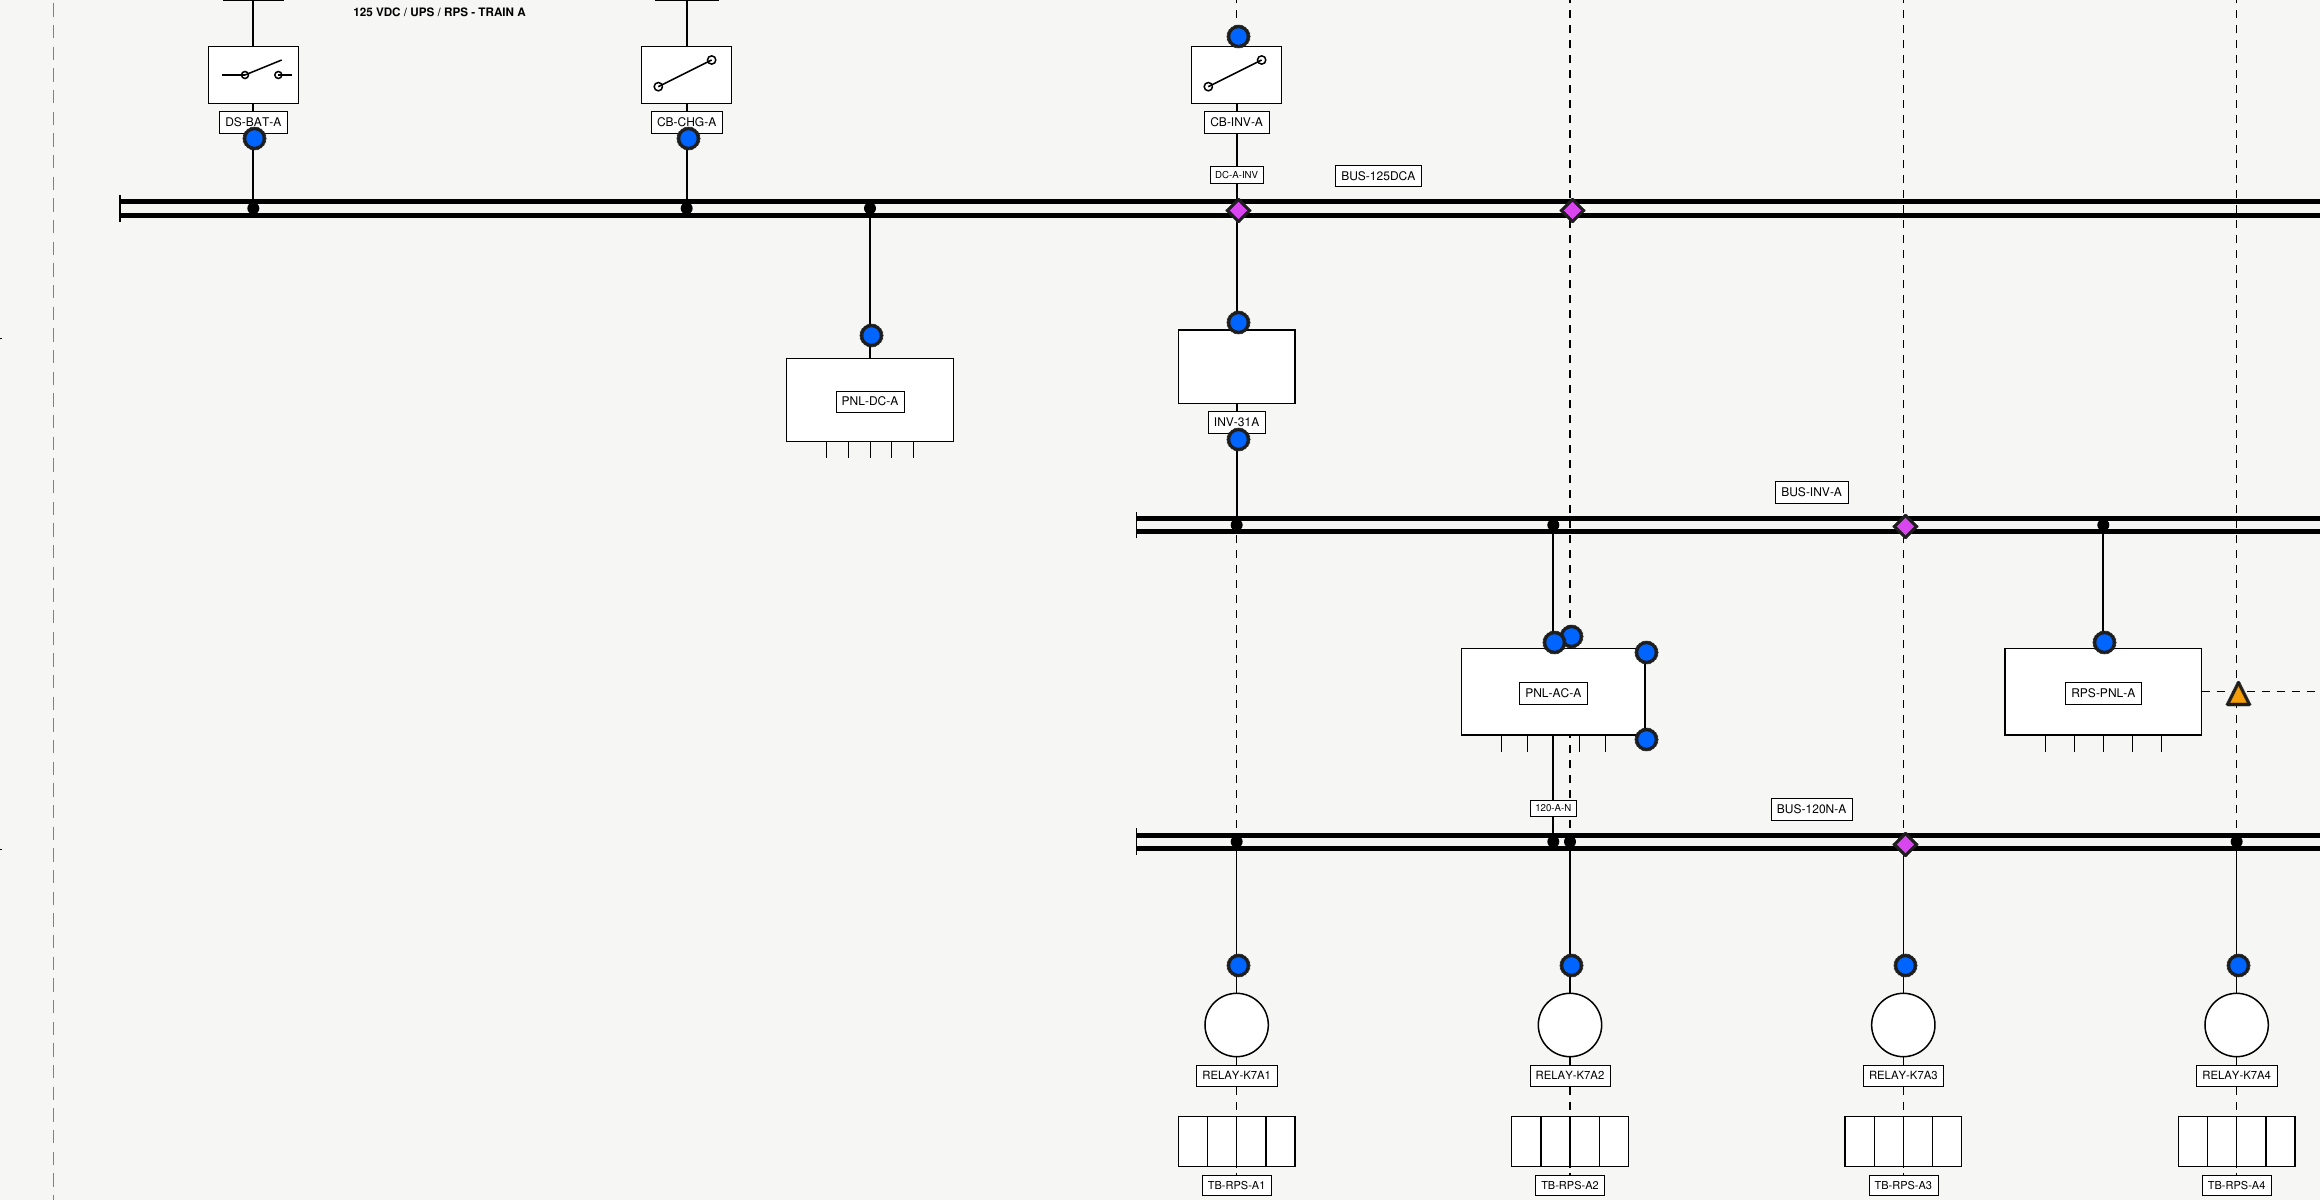 125 VDC / UPS / RPS - TRAIN A
DS-BAT-A
CB-CHG-A
CB-INV-A
DC-A-INV
BUS-125DCA
PNL-DC-A
INV-31A
BUS-INV-A
PNL-AC-A
RPS-PNL-A
120-A-N
BUS-120N-A
RELAY-K7A1
RELAY-K7A2
RELAY-K7A3
RELAY-K7A4
TB-RPS-A1
TB-RPS-A2
TB-RPS-A3
TB-RPS-A4